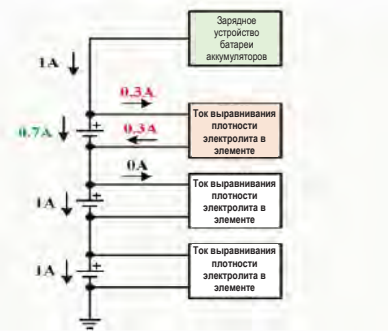 Зарядное
устройство
батареи
аккумуляторов
1A
0.3A
Ток выравнивания
плотности
электролита в
элементе
0.7A
+
0.3A
0A
Ток выравнивания
плотности
электролита в
элементе
1A
+
Ток выравнивания
плотности
электролита в
элементе
1A
+